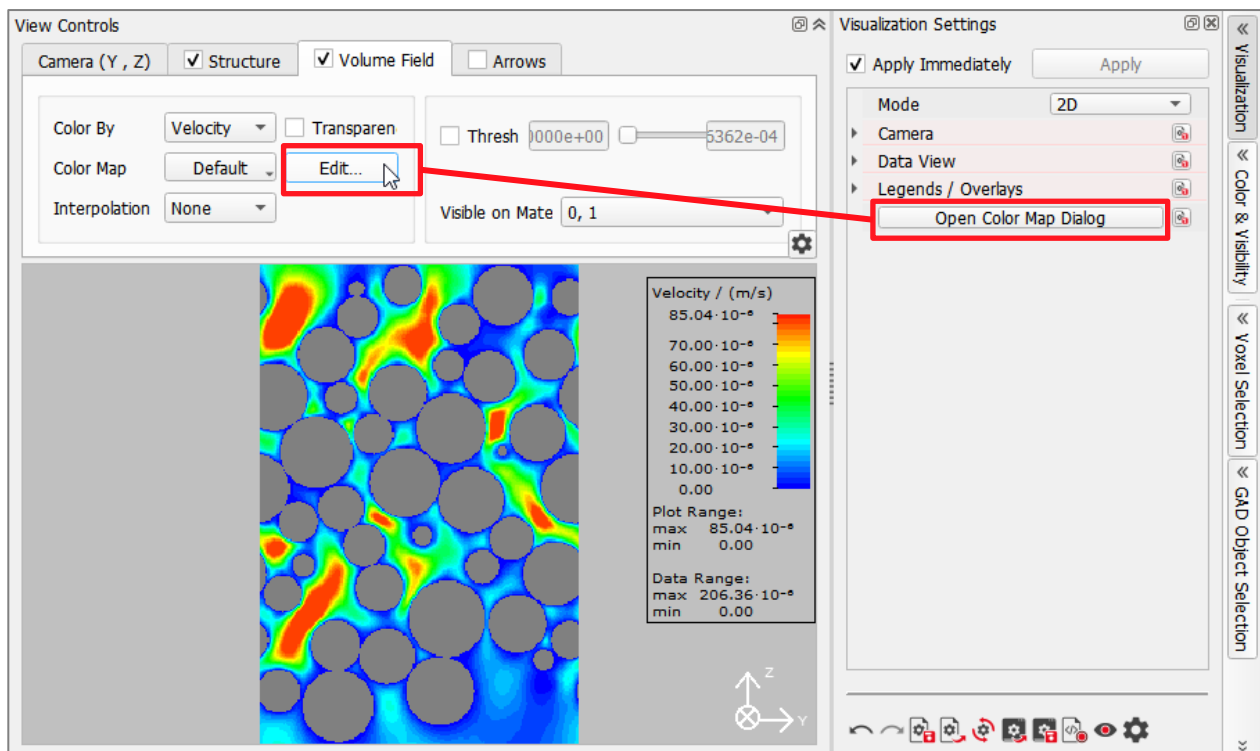 View Controls
Camera (Y , Z)
Structure
Volume Field
Arrows
Color By
Velocity
Transparen
Thresh
0000e+00
5362e-04
Color Map
Default
Edit...
Interpolation
None
Visible on Mate
0, 1
Velocity / (m/s)
85.04·10⁻⁶
70.00·10⁻⁶
60.00·10⁻⁶
50.00·10⁻⁶
40.00·10⁻⁶
30.00·10⁻⁶
20.00·10⁻⁶
10.00·10⁻⁶
0.00
Plot Range:
max 85.04·10⁻⁶
min 0.00
Data Range:
max 206.36·10⁻⁶
min 0.00
Z
Y
Visualization Settings
Apply Immediately
Apply
Mode
2D
Camera
Data View
Legends / Overlays
Open Color Map Dialog
Visualization
Color & Visibility
Voxel Selection
GAD Object Selection